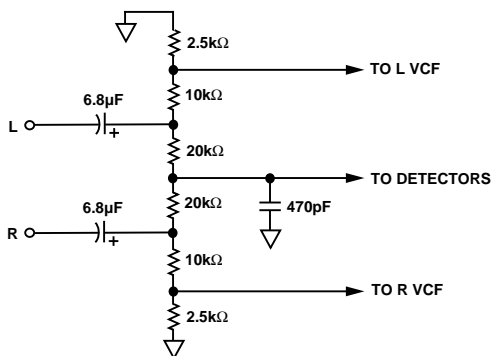 2.5kΩ
TO L VCF
10kΩ
6.8µF
L
+
20kΩ
TO DETECTORS
6.8µF
20kΩ
470pF
R
+
10kΩ
TO R VCF
2.5kΩ